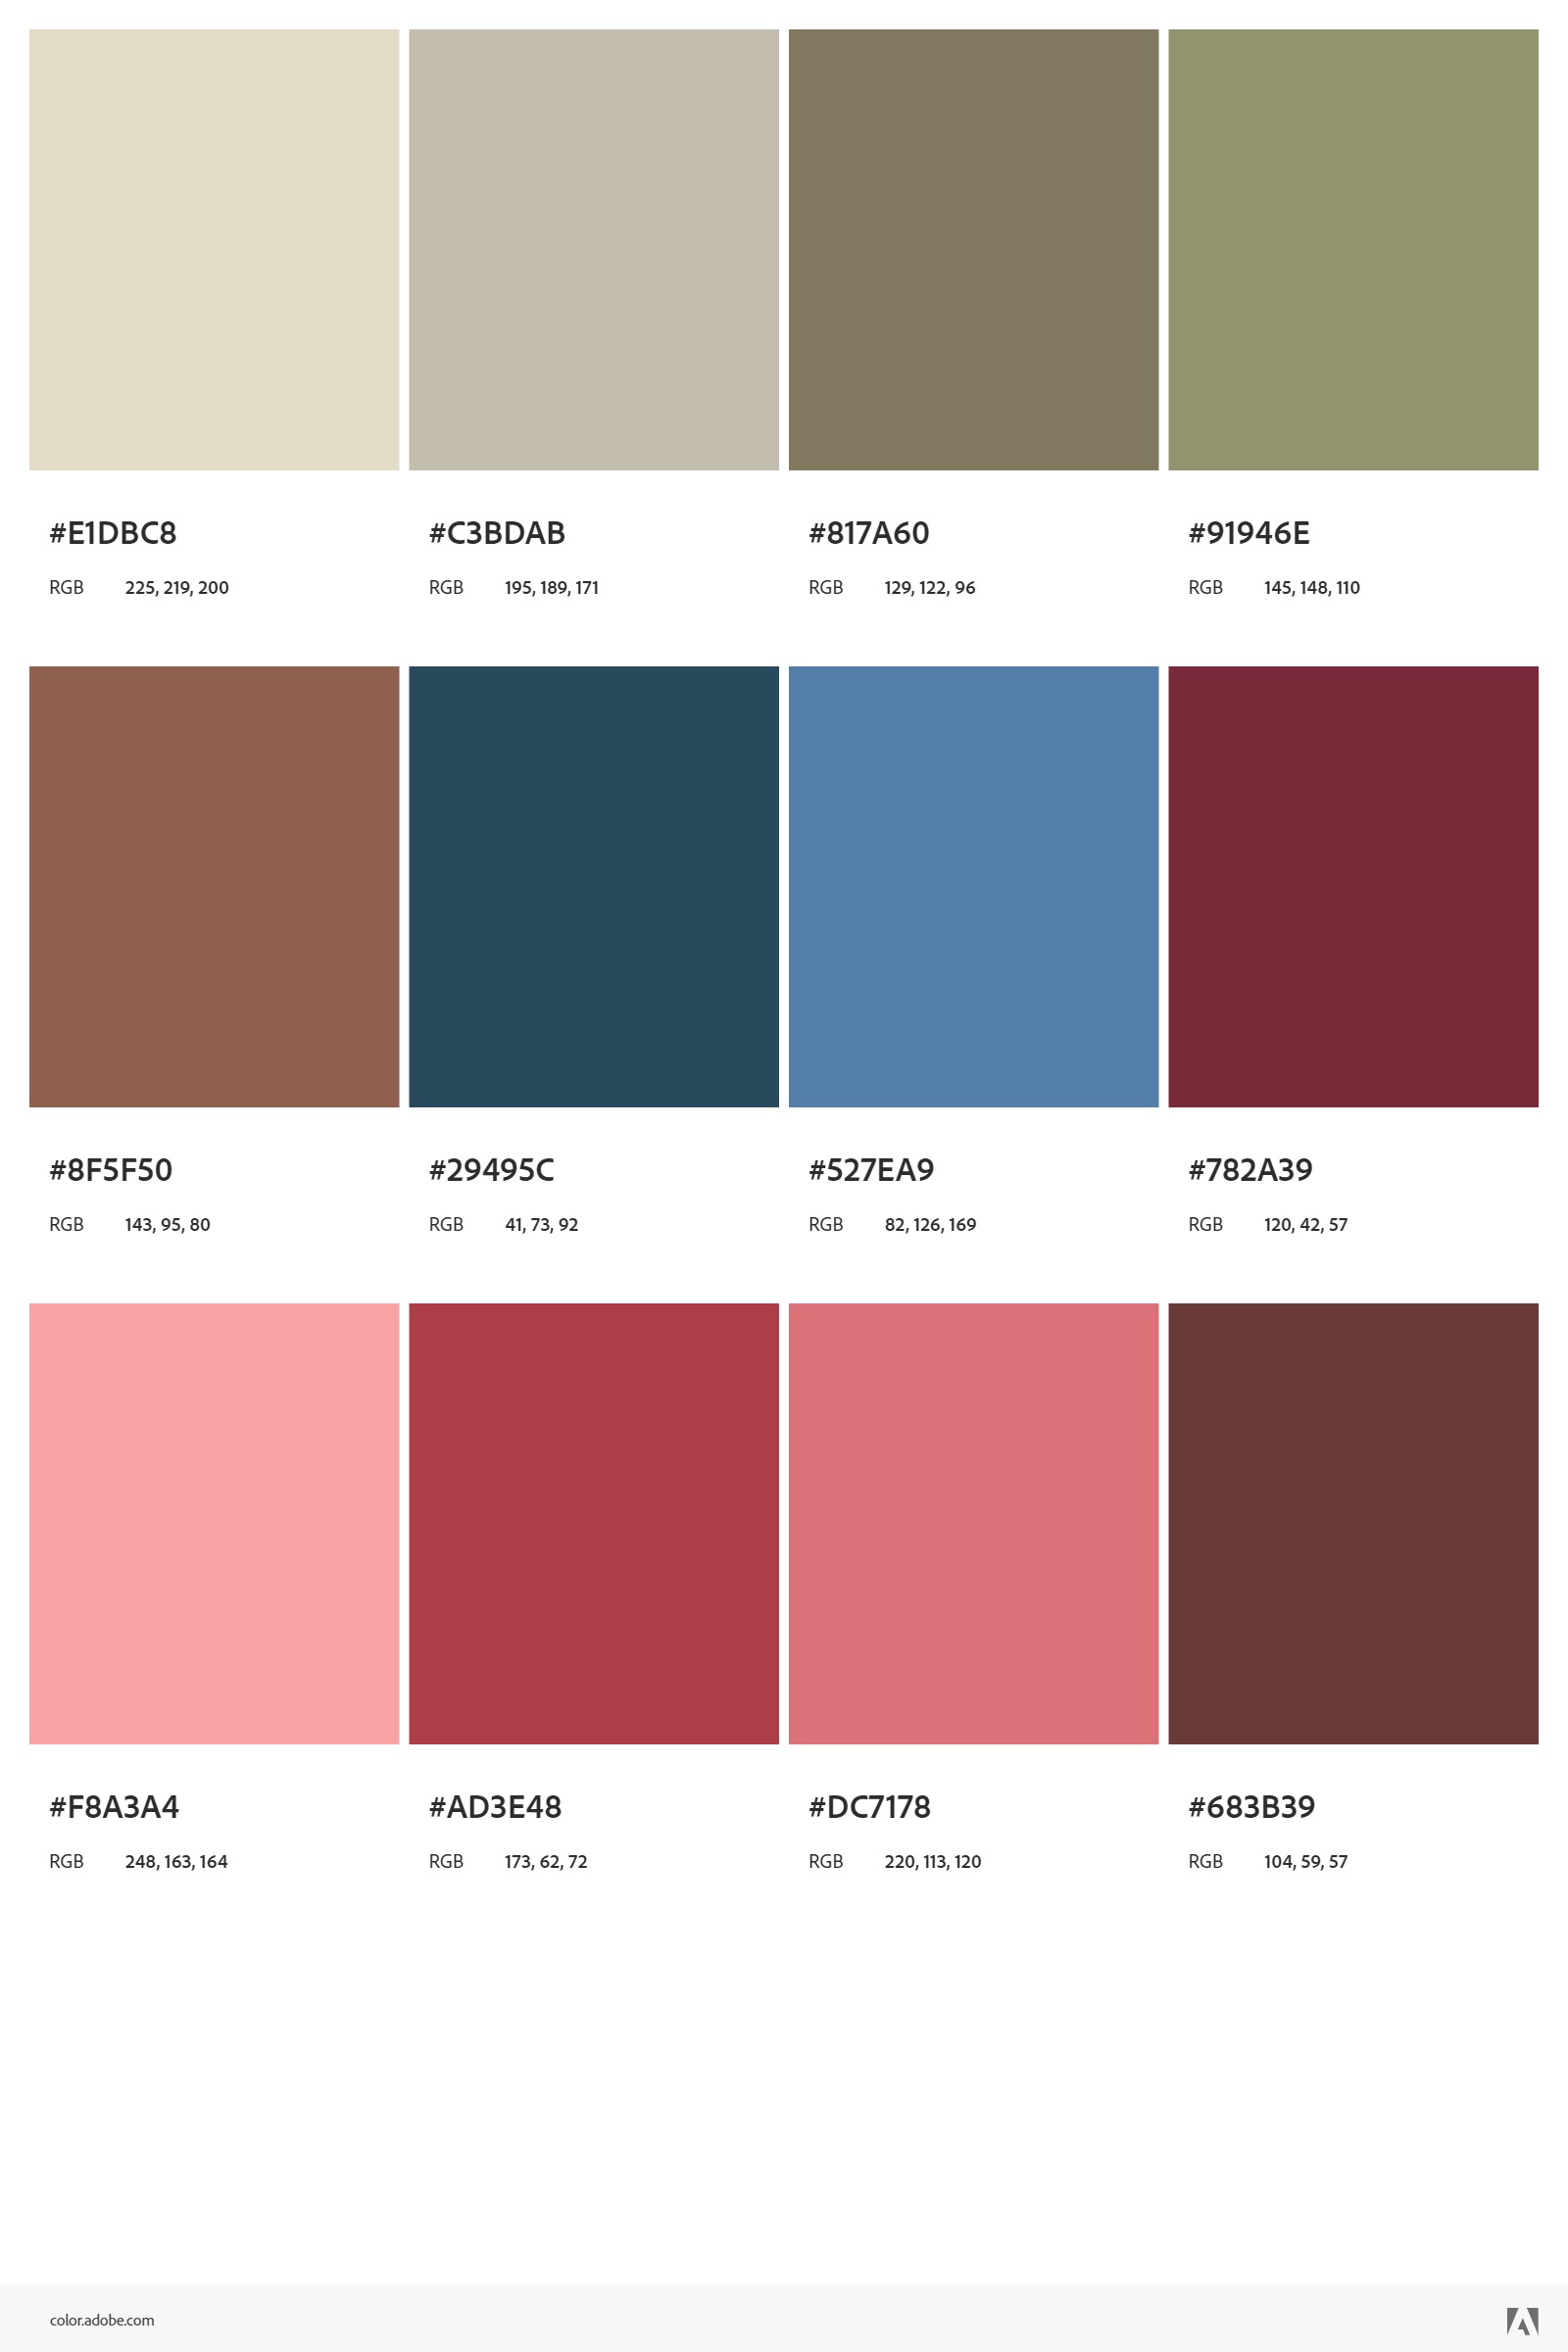 #E1DBC8 #C3BDAB #817A60 #91946E
RGB 225, 219, 200 RGB 195, 189, 171 RGB 129, 122, 96 RGB 145, 148, 110
#8F5F50 #29495C #527EA9 #782A39
RGB 143, 95, 80 RGB 41, 73, 92 RGB 82, 126, 169 RGB 120, 42, 57
#F8A3A4 #AD3E48 #DC7178 #683B39
RGB 248, 163, 164 RGB 173, 62, 72 RGB 220, 113, 120 RGB 104, 59, 57
color.adobe.com